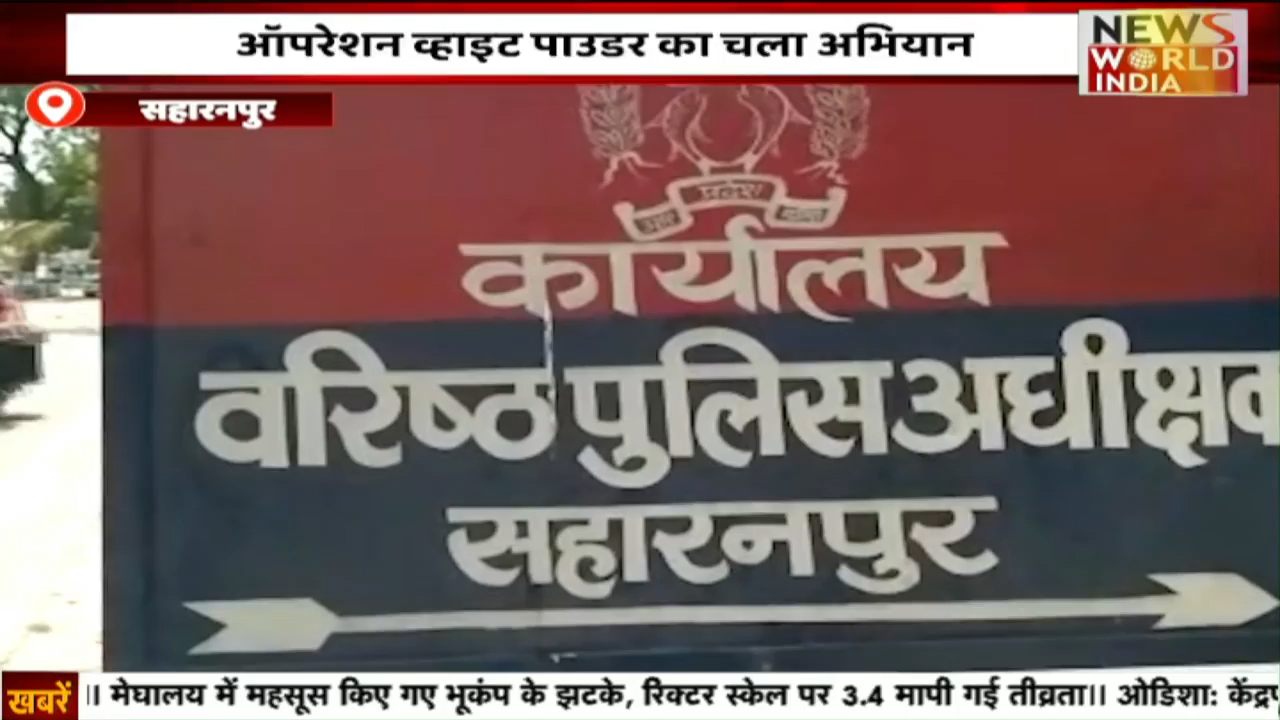 ऑपरेशन व्हाइट पाउडर का चला अभियान
NEWS
WORLD
INDIA
सहारनपुर
कार्यालय
वरिष्ठ पुलिस अधीक्षक
सहारनपुर
खबरें
।। मेघालय में महसूस किए गए भूकंप के झटके, रिक्टर स्केल पर 3.4 मापी गई तीव्रता।। ओडिशा: